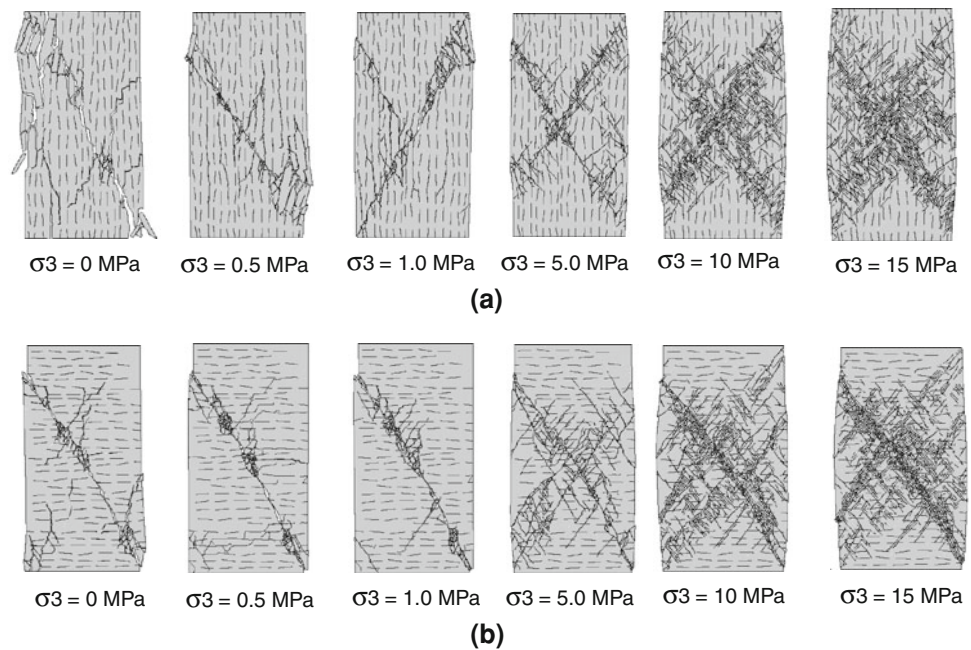 σ3 = 0 MPa σ3 = 0.5 MPa σ3 = 1.0 MPa σ3 = 5.0 MPa σ3 = 10 MPa σ3 = 15 MPa
(a)
σ3 = 0 MPa σ3 = 0.5 MPa σ3 = 1.0 MPa σ3 = 5.0 MPa σ3 = 10 MPa σ3 = 15 MPa
(b)